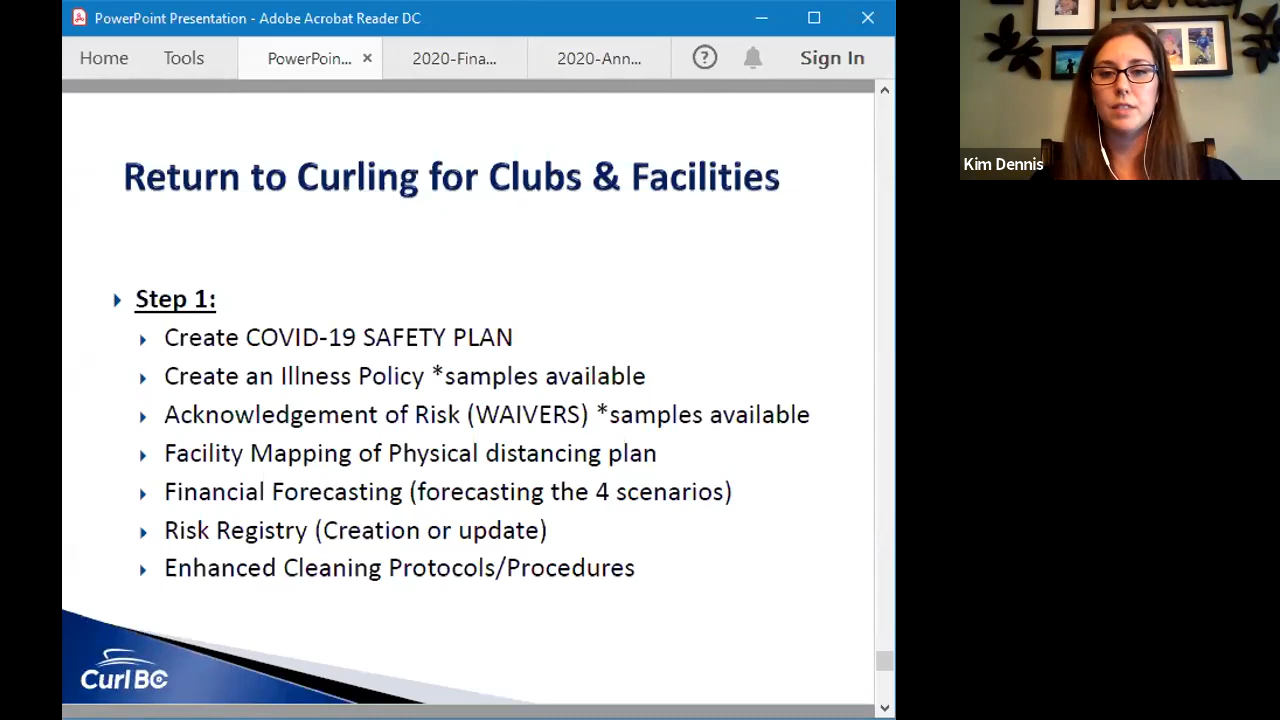 PowerPoint Presentation - Adobe Acrobat Reader DC
Home Tools PowerPoin... × 2020-Fina... 2020-Ann... ? Sign In
Kim Dennis
Return to Curling for Clubs & Facilities
Step 1:
Create COVID-19 SAFETY PLAN
Create an Illness Policy *samples available
Acknowledgement of Risk (WAIVERS) *samples available
Facility Mapping of Physical distancing plan
Financial Forecasting (forecasting the 4 scenarios)
Risk Registry (Creation or update)
Enhanced Cleaning Protocols/Procedures
Curl BC